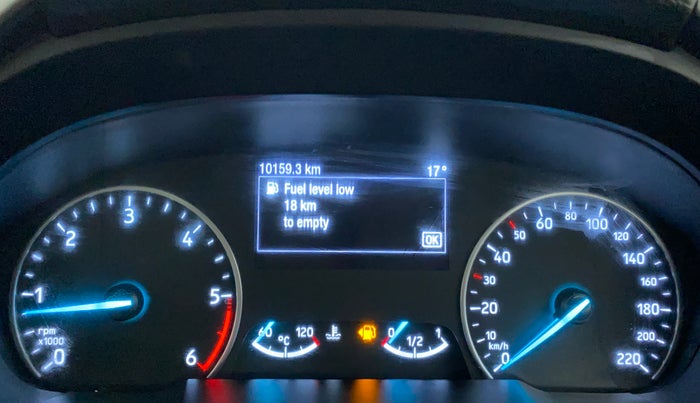 10159.3 km 17°
Fuel level low
18 km
to empty
OK
0 1 2 3 4 5 6
rpm
x1000
60 °C 120
0 1/2 1
0 10 20 30 40 50 60 80 100 120 140 160 180 200 220
km/h